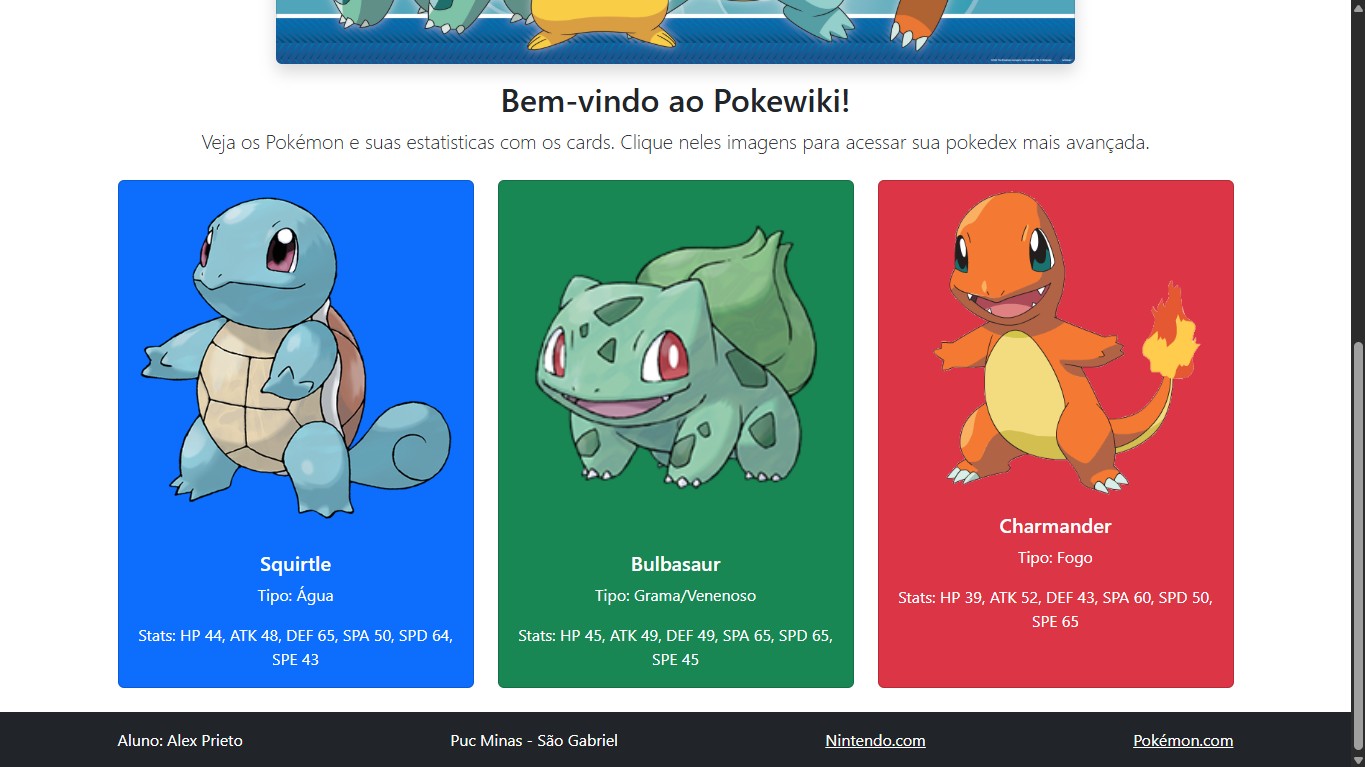 Bem-vindo ao Pokewiki!
Veja os Pokémon e suas estatisticas com os cards. Clique neles imagens para acessar sua pokedex mais avançada.
Squirtle
Tipo: Água
Stats: HP 44, ATK 48, DEF 65, SPA 50, SPD 64,
SPE 43
Bulbasaur
Tipo: Grama/Venenoso
Stats: HP 45, ATK 49, DEF 49, SPA 65, SPD 65,
SPE 45
Charmander
Tipo: Fogo
Stats: HP 39, ATK 52, DEF 43, SPA 60, SPD 50,
SPE 65
Aluno: Alex Prieto
Puc Minas - São Gabriel
Nintendo.com
Pokémon.com